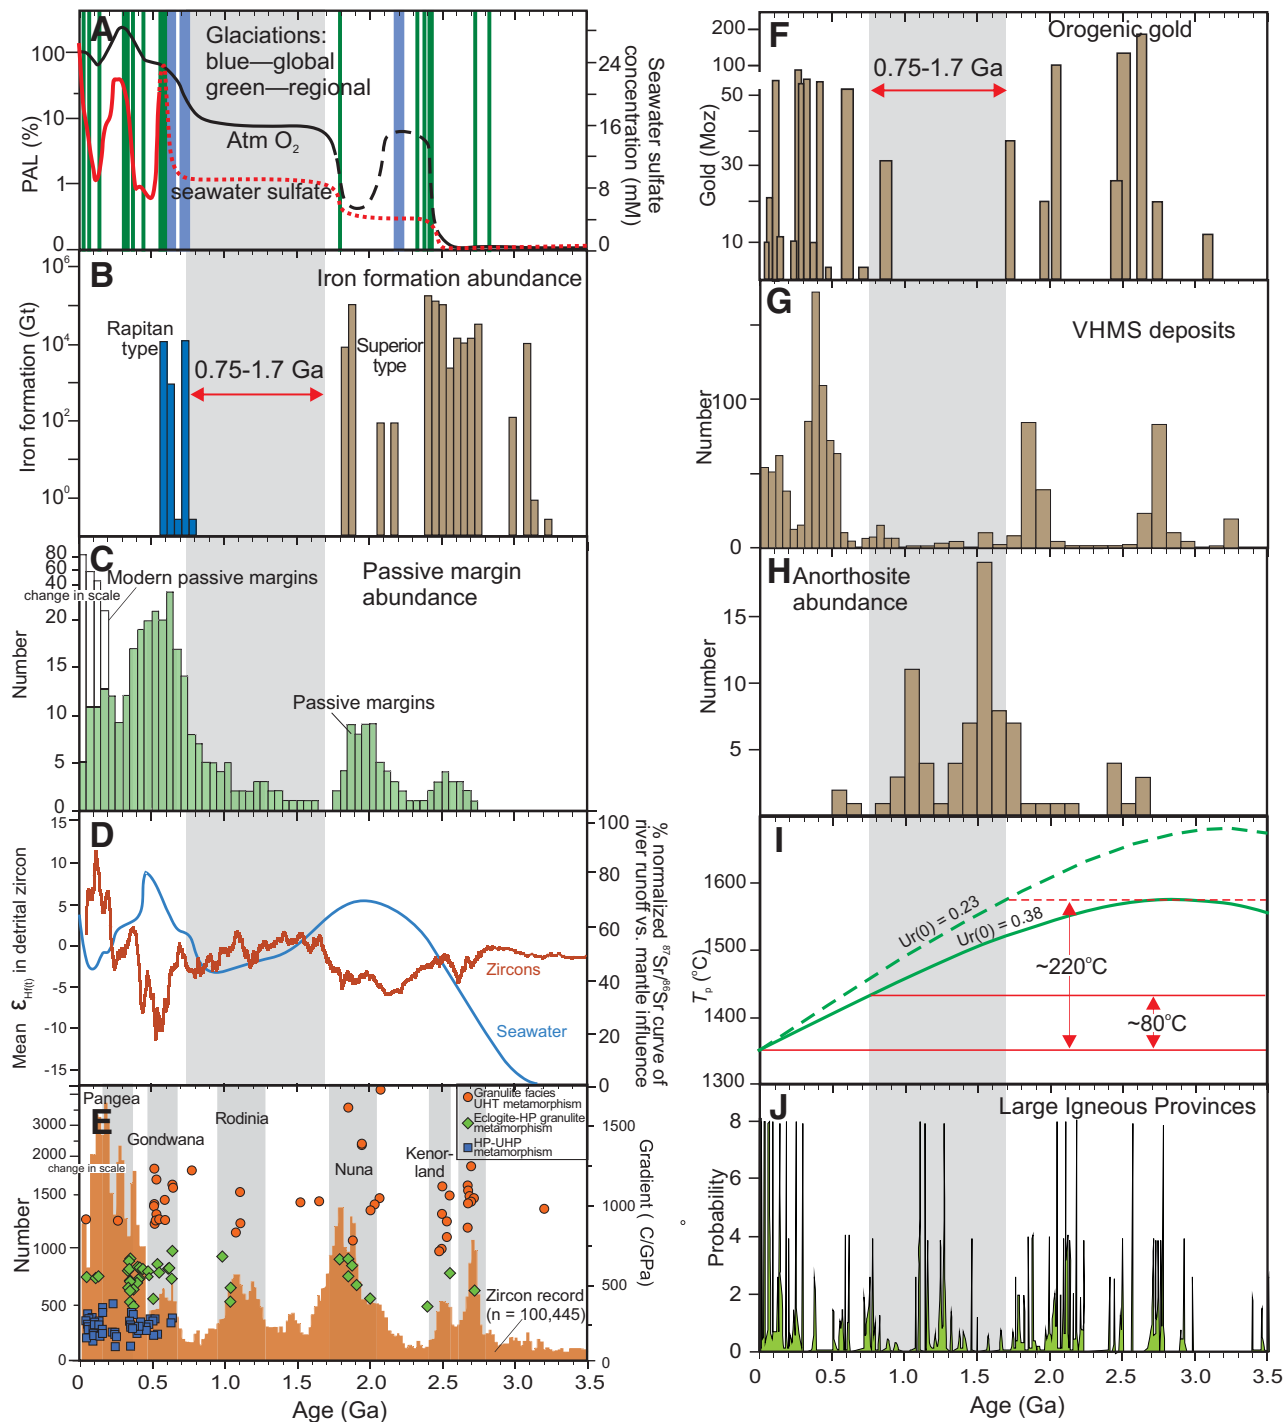 A
Glaciations:
blue—global
green—regional
Atm O2
seawater sulfate
100
10
1
0
PAL (%)
24
16
8
0
Seawater sulfate
concentration (mM)
B
Iron formation abundance
Rapitan
type
Superior
type
0.75-1.7 Ga
10⁶
10⁴
10²
10⁰
Iron formation (Gt)
C
Modern passive margins
change in scale
Passive margin
abundance
Passive margins
80
60
40
20
15
10
5
0
Number
D
Zircons
Seawater
15
10
5
0
-5
-10
-15
Mean εHf(t) in detrital zircon
100
80
60
40
20
0
% normalized ⁸⁷Sr/⁸⁶Sr curve of
river runoff vs. mantle influence
E
Pangea
Gondwana
Rodinia
Nuna
Kenor-
land
change in scale
Granulite facies
UHT metamorphism
Eclogite-HP granulite
metamorphism
HP-UHP
metamorphism
Zircon record
(n = 100,445)
3000
2000
1500
1000
500
0
Number
1500
1000
500
0
Gradient ( C/GPa)
°
0
0.5
1.0
1.5
2.0
2.5
3.0
3.5
Age (Ga)
F
Orogenic gold
0.75-1.7 Ga
200
100
50
30
10
Gold (Moz)
G
VHMS deposits
100
0
Number
H
Anorthosite
abundance
15
10
5
Number
I
Ur(0) = 0.23
Ur(0) = 0.38
~220°C
~80°C
1600
1500
1400
1300
Tp (°C)
J
Large Igneous Provinces
8
6
4
2
0
Probability
0
0.5
1.0
1.5
2.0
2.5
3.0
3.5
Age (Ga)